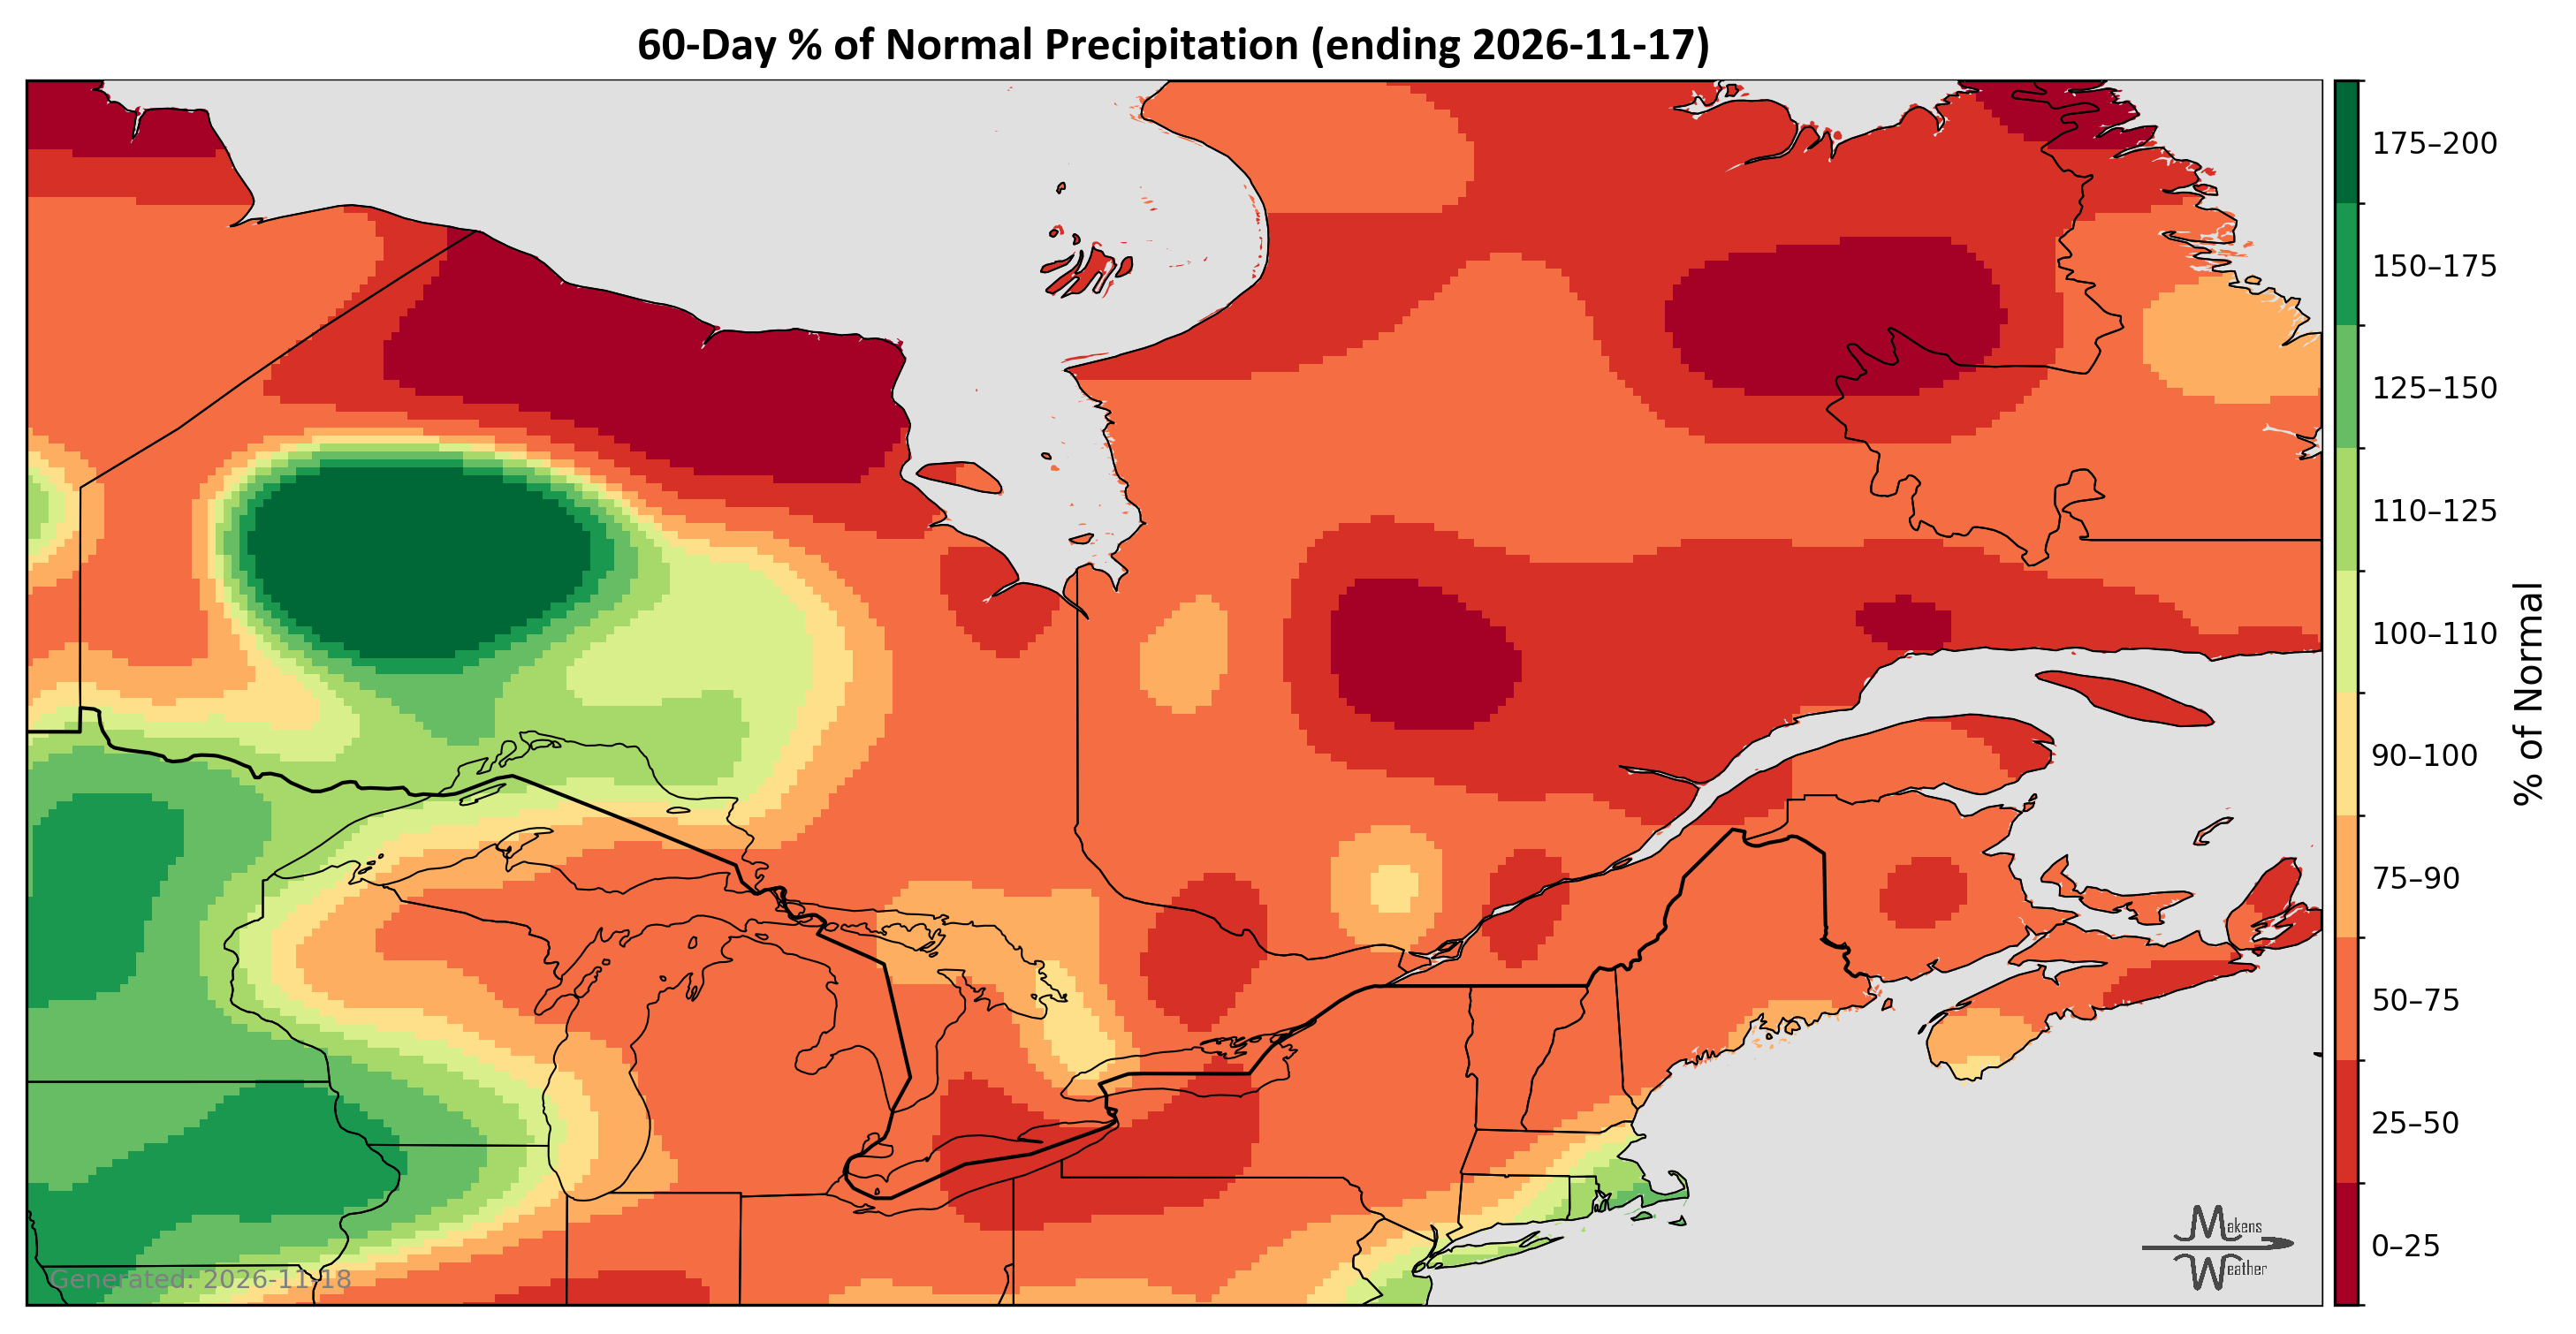 60-Day % of Normal Precipitation (ending 2026-11-17)
175–200
150–175
125–150
110–125
100–110
90–100
75–90
50–75
25–50
0–25
% of Normal
Makens
Weather
Generated: 2026-11-18